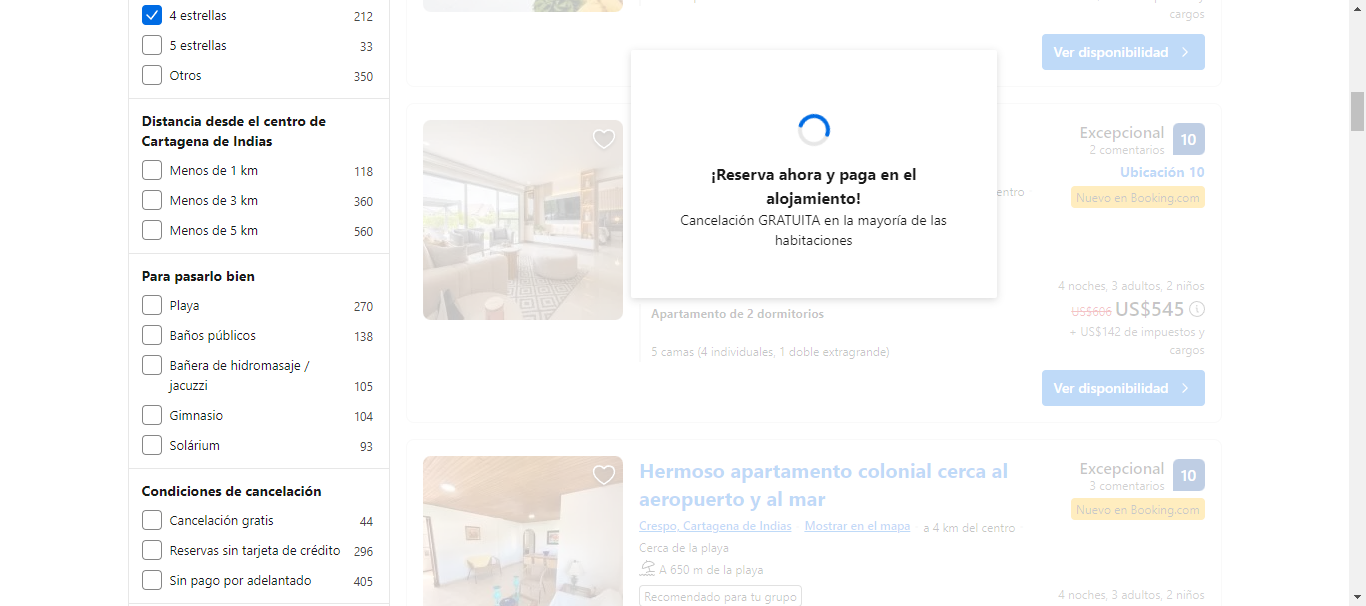 4 estrellas 212
5 estrellas 33
Otros 350
Distancia desde el centro de
Cartagena de Indias
Menos de 1 km 118
Menos de 3 km 360
Menos de 5 km 560
Para pasarlo bien
Playa 270
Baños públicos 138
Bañera de hidromasaje /
jacuzzi 105
Gimnasio 104
Solárium 93
Condiciones de cancelación
Cancelación gratis 44
Reservas sin tarjeta de crédito 296
Sin pago por adelantado 405
cargos
Ver disponibilidad
¡Reserva ahora y paga en el
alojamiento!
Cancelación GRATUITA en la mayoría de las
habitaciones
Excepcional 10
2 comentarios
Ubicación 10
entro
Nuevo en Booking.com
4 noches, 3 adultos, 2 niños
US$606 US$545
+ US$142 de impuestos y
cargos
Apartamento de 2 dormitorios
5 camas (4 individuales, 1 doble extragrande)
Ver disponibilidad
Hermoso apartamento colonial cerca al
aeropuerto y al mar
Crespo, Cartagena de Indias · Mostrar en el mapa · a 4 km del centro ·
Cerca de la playa
A 650 m de la playa
Recomendado para tu grupo
Excepcional 10
3 comentarios
Nuevo en Booking.com
4 noches, 3 adultos, 2 niños